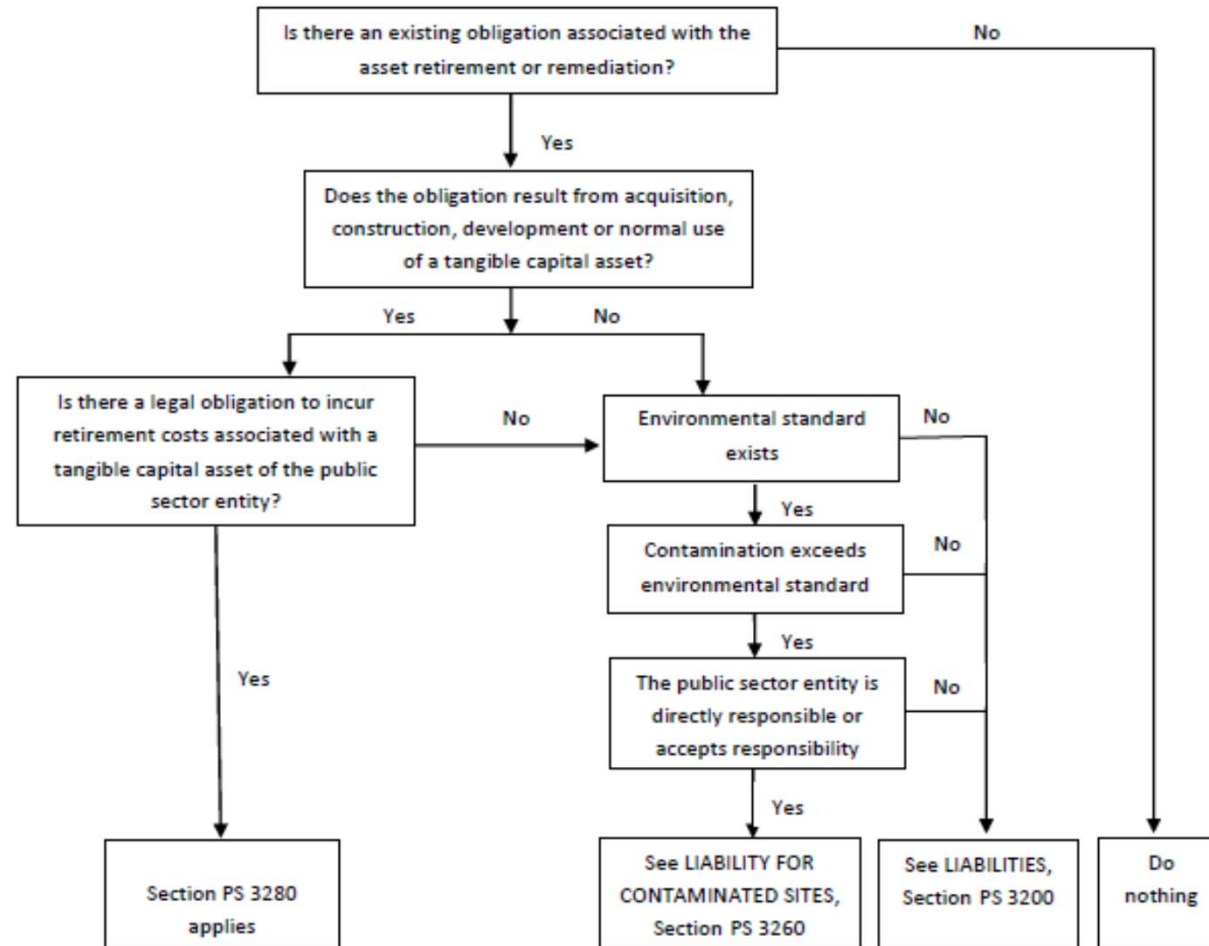 Is there an existing obligation associated with the
asset retirement or remediation?
No
Yes
Does the obligation result from acquisition,
construction, development or normal use
of a tangible capital asset?
Yes
No
Is there a legal obligation to incur
retirement costs associated with a
tangible capital asset of the public
sector entity?
No
Environmental standard
exists
No
Yes
Contamination exceeds
environmental standard
No
Yes
The public sector entity is
directly responsible or
accepts responsibility
No
Yes
Yes
Section PS 3280
applies
See LIABILITY FOR
CONTAMINATED SITES,
Section PS 3260
See LIABILITIES,
Section PS 3200
Do
nothing